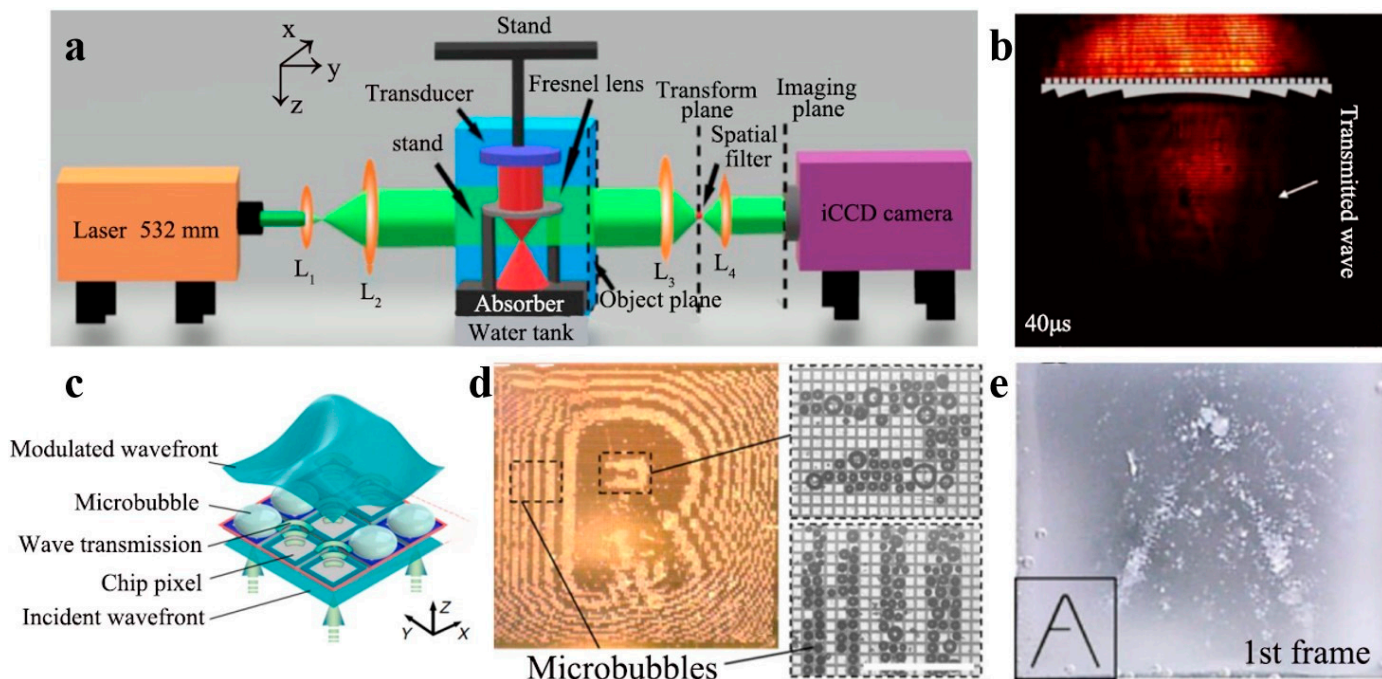 a
x
y
z
Stand
Transducer
stand
Fresnel lens
Transform
plane
Imaging
plane
Spatial
filter
Laser 532 mm
L1
L2
L3
L4
iCCD camera
Object plane
Absorber
Water tank
b
Transmitted wave
40μs
c
Modulated wavefront
Microbubble
Wave transmission
Chip pixel
Incident wavefront
Z
Y
X
d
Microbubbles
e
A
1st frame